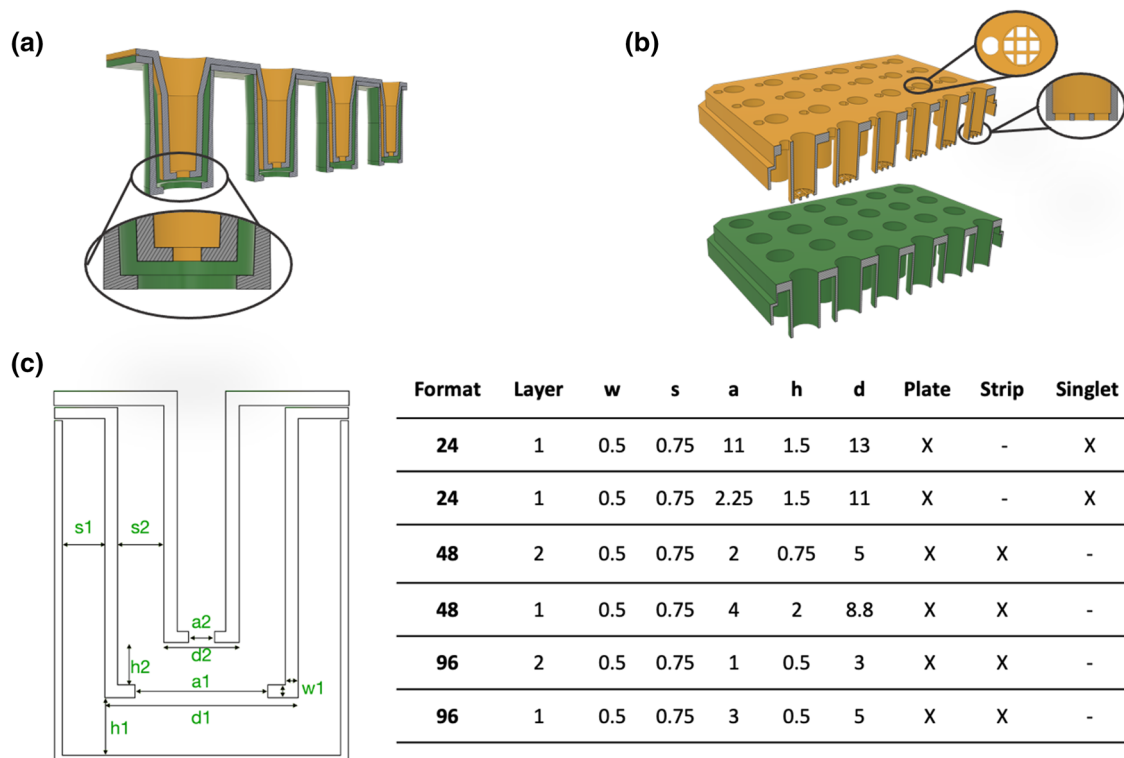 (a)
(b)
(c)
s1
s2
a2
d2
h2
a1
w1
d1
h1
Format Layer w s a h d Plate Strip Singlet
24 1 0.5 0.75 11 1.5 13 X - X
24 1 0.5 0.75 2.25 1.5 11 X - X
48 2 0.5 0.75 2 0.75 5 X X -
48 1 0.5 0.75 4 2 8.8 X X -
96 2 0.5 0.75 1 0.5 3 X X -
96 1 0.5 0.75 3 0.5 5 X X -